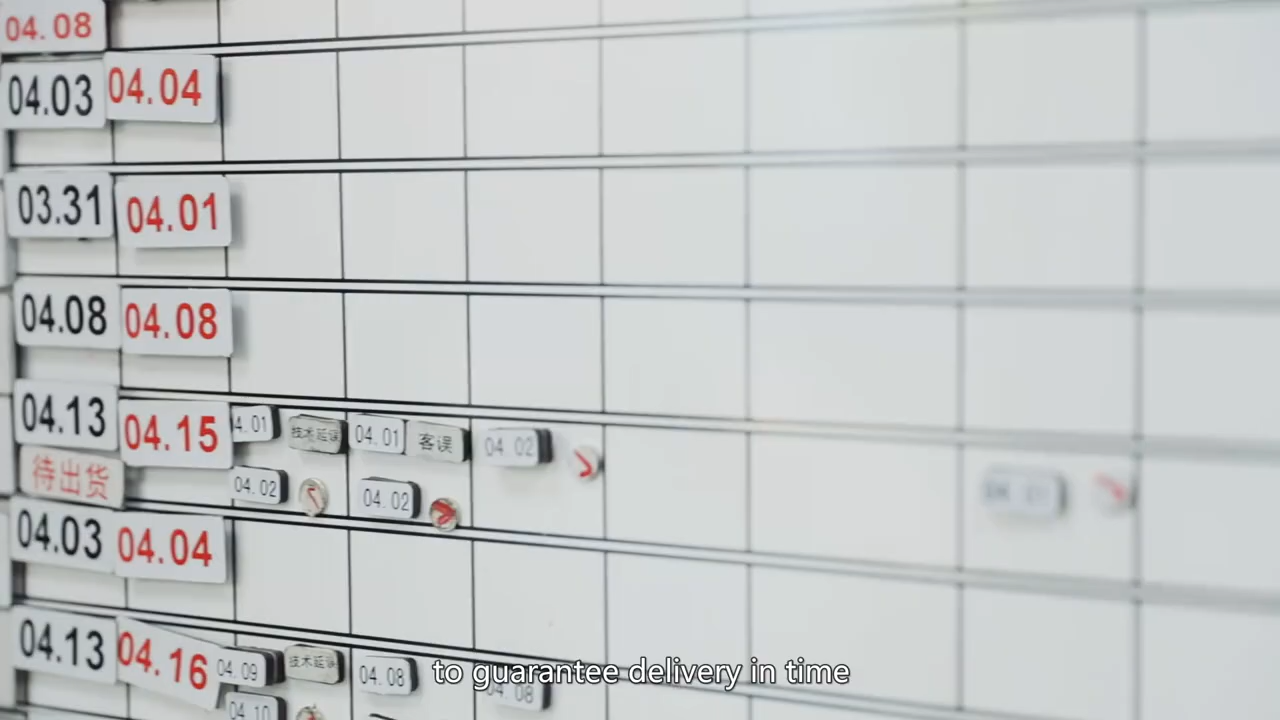 04.08
04.03 04.04
03.31 04.01
04.08 04.08
04.13 04.15 04.01 技术延误 04.01 客误 04.02
待出货 04.02 04.02
04.03 04.04
04.13 04.16 04.09 技术延误 04.08 04.08
04.10
to guarantee delivery in time